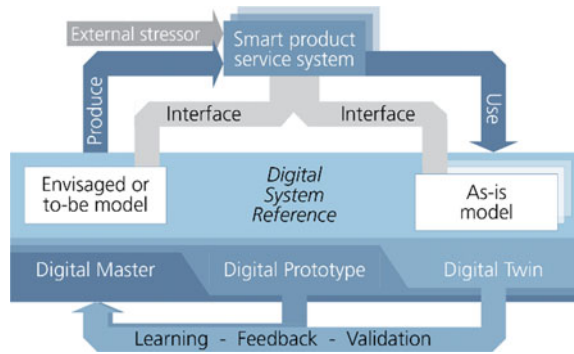 External stressor
Smart product
service system
Produce
Use
Interface
Interface
Envisaged or
to-be model
Digital
System
Reference
As-is
model
Digital Master
Digital Prototype
Digital Twin
Learning - Feedback - Validation